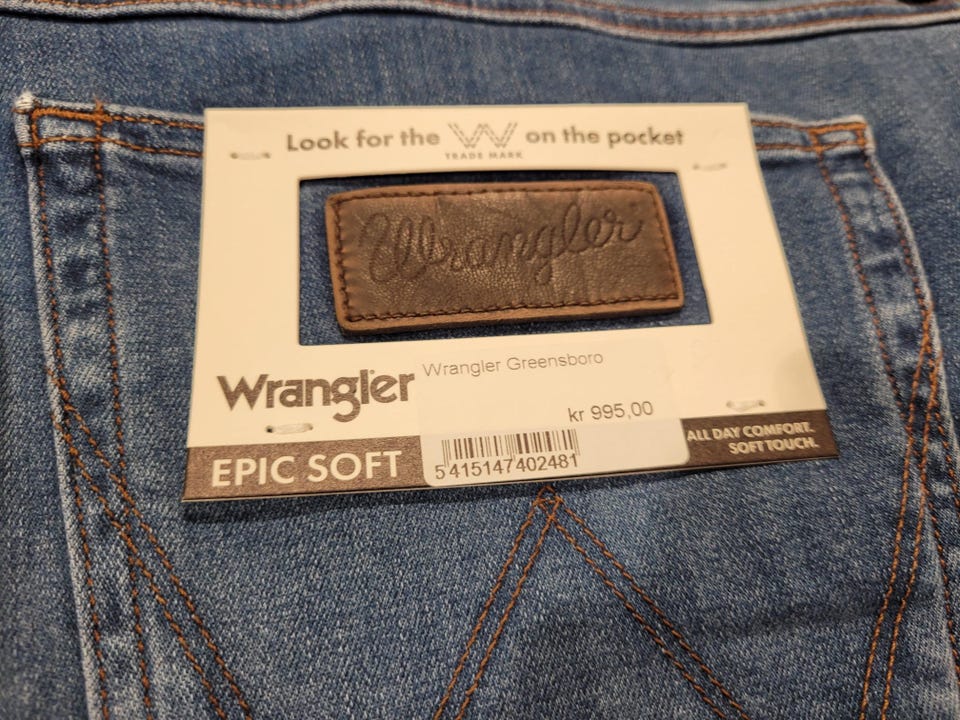 Look for the W on the pocket
TRADE MARK
Wrangler
Wrangler
Wrangler Greensboro
kr 995,00
EPIC SOFT
5415147402481
ALL DAY COMFORT.
SOFT TOUCH.